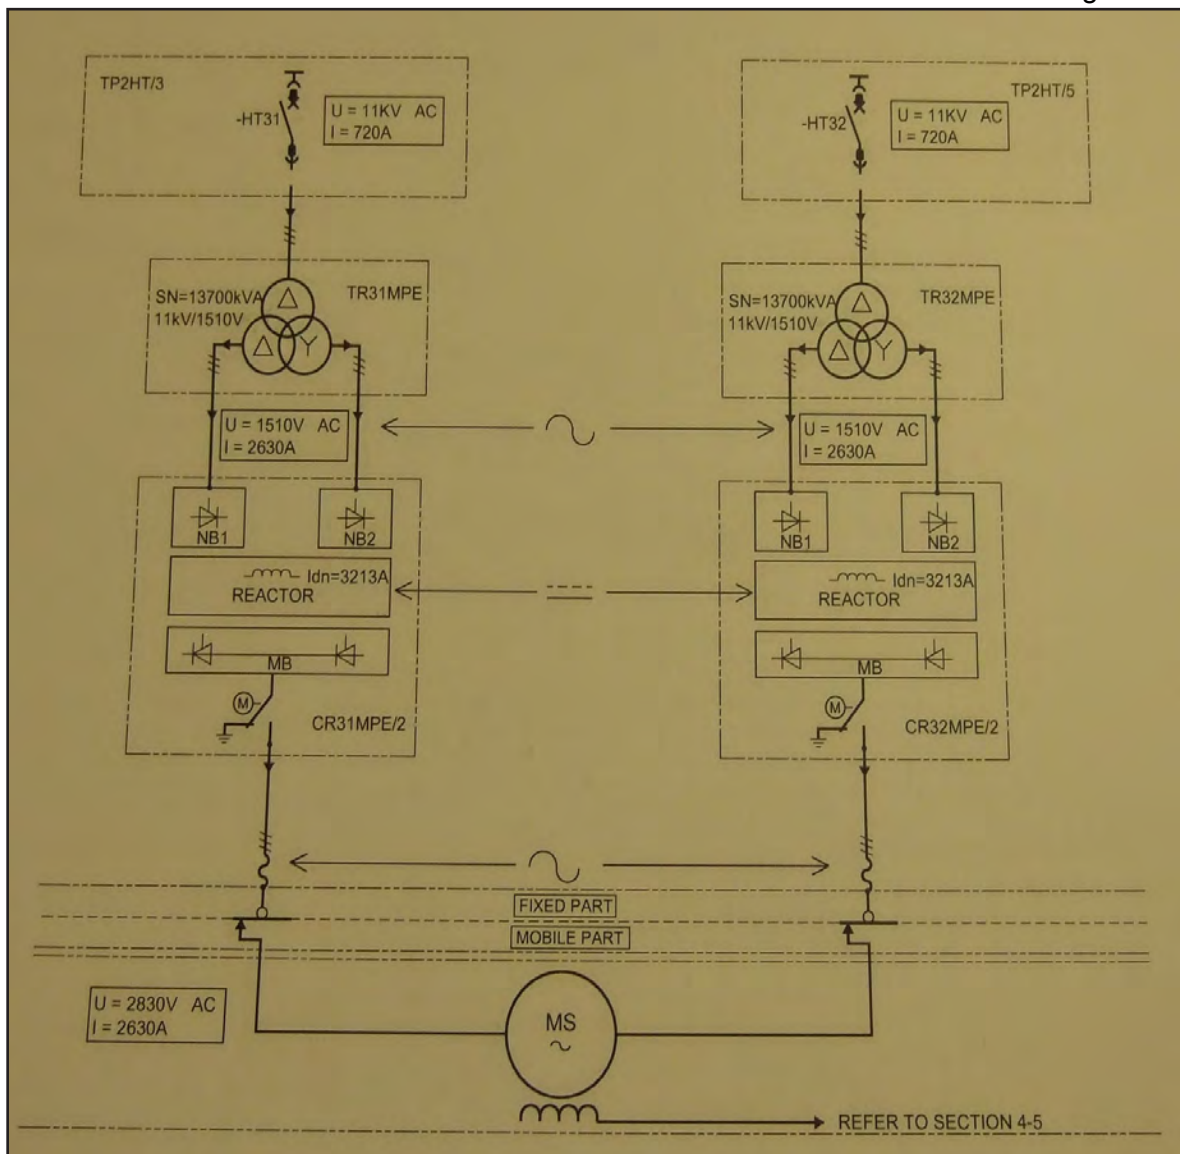 TP2HT/3
-HT31
U = 11KV AC
I = 720A
TP2HT/5
-HT32
U = 11KV AC
I = 720A
SN=13700kVA
11kV/1510V
TR31MPE
SN=13700kVA
11kV/1510V
TR32MPE
U = 1510V AC
I = 2630A
U = 1510V AC
I = 2630A
NB1
NB2
NB1
NB2
Idn=3213A
REACTOR
Idn=3213A
REACTOR
MB
MB
M
CR31MPE/2
M
CR32MPE/2
FIXED PART
MOBILE PART
U = 2830V AC
I = 2630A
MS
REFER TO SECTION 4-5